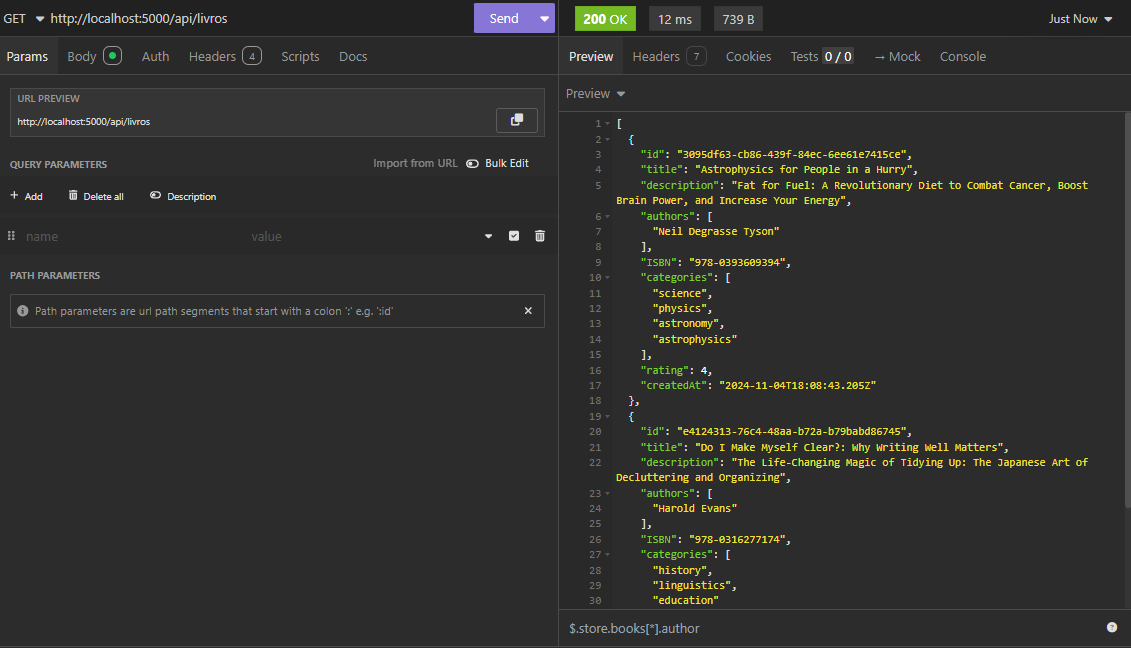 GET http://localhost:5000/api/livros Send
Params Body Auth Headers 4 Scripts Docs
URL PREVIEW
http://localhost:5000/api/livros
QUERY PARAMETERS Import from URL Bulk Edit
+ Add Delete all Description
name value
PATH PARAMETERS
Path parameters are url path segments that start with a colon ':' e.g. ':id'
200 OK 12 ms 739 B Just Now
Preview Headers 7 Cookies Tests 0 / 0 → Mock Console
Preview
1 [
2 {
3 "id": "3095df63-cb86-439f-84ec-6ee61e7415ce",
4 "title": "Astrophysics for People in a Hurry",
5 "description": "Fat for Fuel: A Revolutionary Diet to Combat Cancer, Boost
Brain Power, and Increase Your Energy",
6 "authors": [
7 "Neil Degrasse Tyson"
8 ],
9 "ISBN": "978-0393609394",
10 "categories": [
11 "science",
12 "physics",
13 "astronomy",
14 "astrophysics"
15 ],
16 "rating": 4,
17 "createdAt": "2024-11-04T18:08:43.205Z"
18 },
19 {
20 "id": "e4124313-76c4-48aa-b72a-b79babd86745",
21 "title": "Do I Make Myself Clear?: Why Writing Well Matters",
22 "description": "The Life-Changing Magic of Tidying Up: The Japanese Art of
Decluttering and Organizing",
23 "authors": [
24 "Harold Evans"
25 ],
26 "ISBN": "978-0316277174",
27 "categories": [
28 "history",
29 "linguistics",
30 "education"
$.store.books[*].author